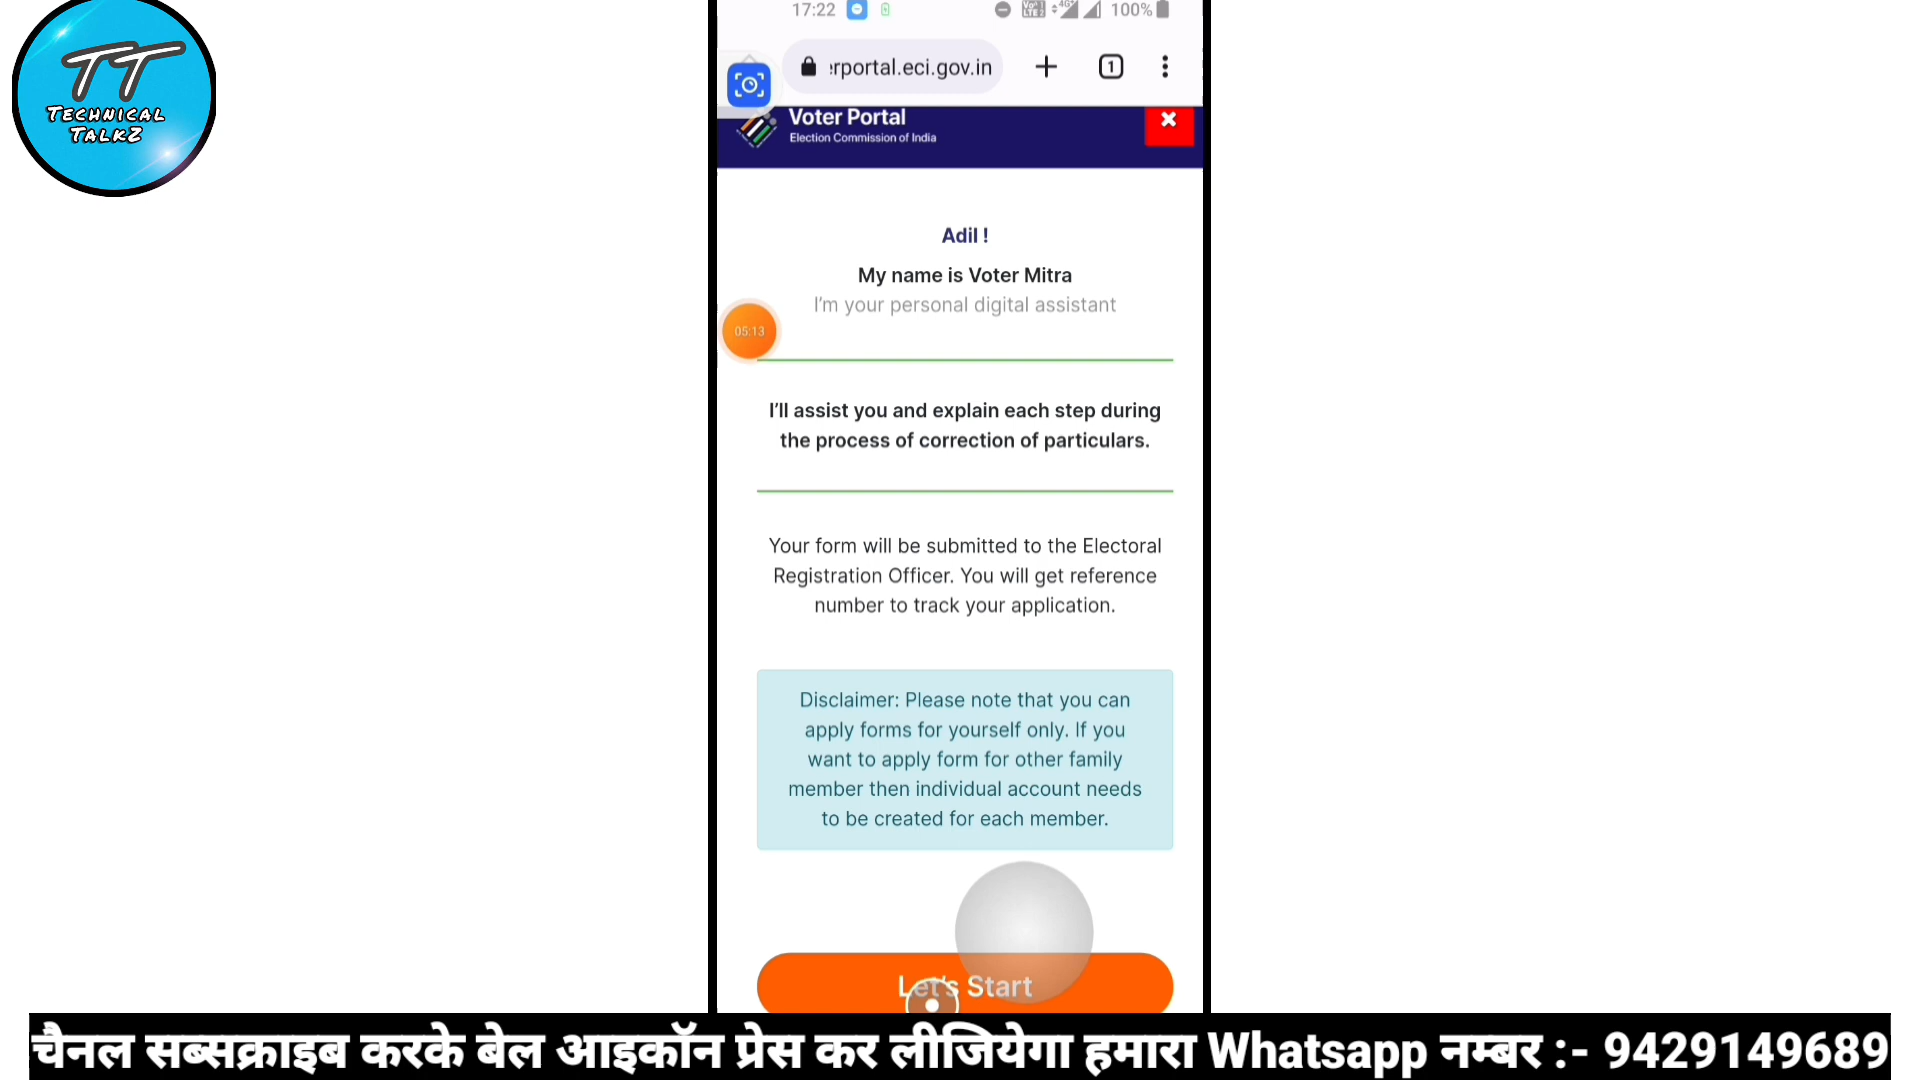 TT
TECHNICAL
TALKZ
17:22
100%
erportal.eci.gov.in
1
Voter Portal
Election Commission of India
Adil !
My name is Voter Mitra
I'm your personal digital assistant
05:13
I'll assist you and explain each step during
the process of correction of particulars.
Your form will be submitted to the Electoral
Registration Officer. You will get reference
number to track your application.
Disclaimer: Please note that you can
apply forms for yourself only. If you
want to apply form for other family
member then individual account needs
to be created for each member.
Let's Start
चैनल सब्सक्राइब करके बेल आइकॉन प्रेस कर लीजियेगा हमारा Whatsapp नम्बर :- 9429149689